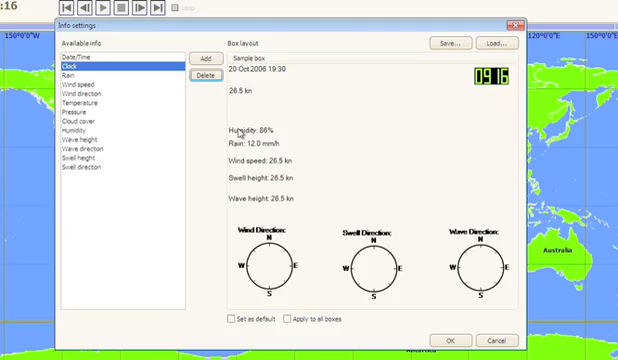 :16
Loop
150°0'0"W
120°0'0"E
150°
Info settings
Available info
Date/Time
Clock
Rain
Wind speed
Wind direction
Temperature
Pressure
Cloud cover
Humidity
Wave height
Wave direction
Swell height
Swell direction
Add
Delete
Box layout
Save...
Load...
Sample box
20 Oct 2006 19:30
0916
26.5 kn
Humidity: 86%
Rain: 12.0 mm/h
Wind speed: 26.5 kn
Swell height: 26.5 kn
Wave height: 26.5 kn
Wind Direction:
N
W
E
S
Swell Direction:
N
W
E
S
Wave Direction:
N
W
E
S
Australia
Set as default
Apply to all boxes
OK
Cancel
Antarctica